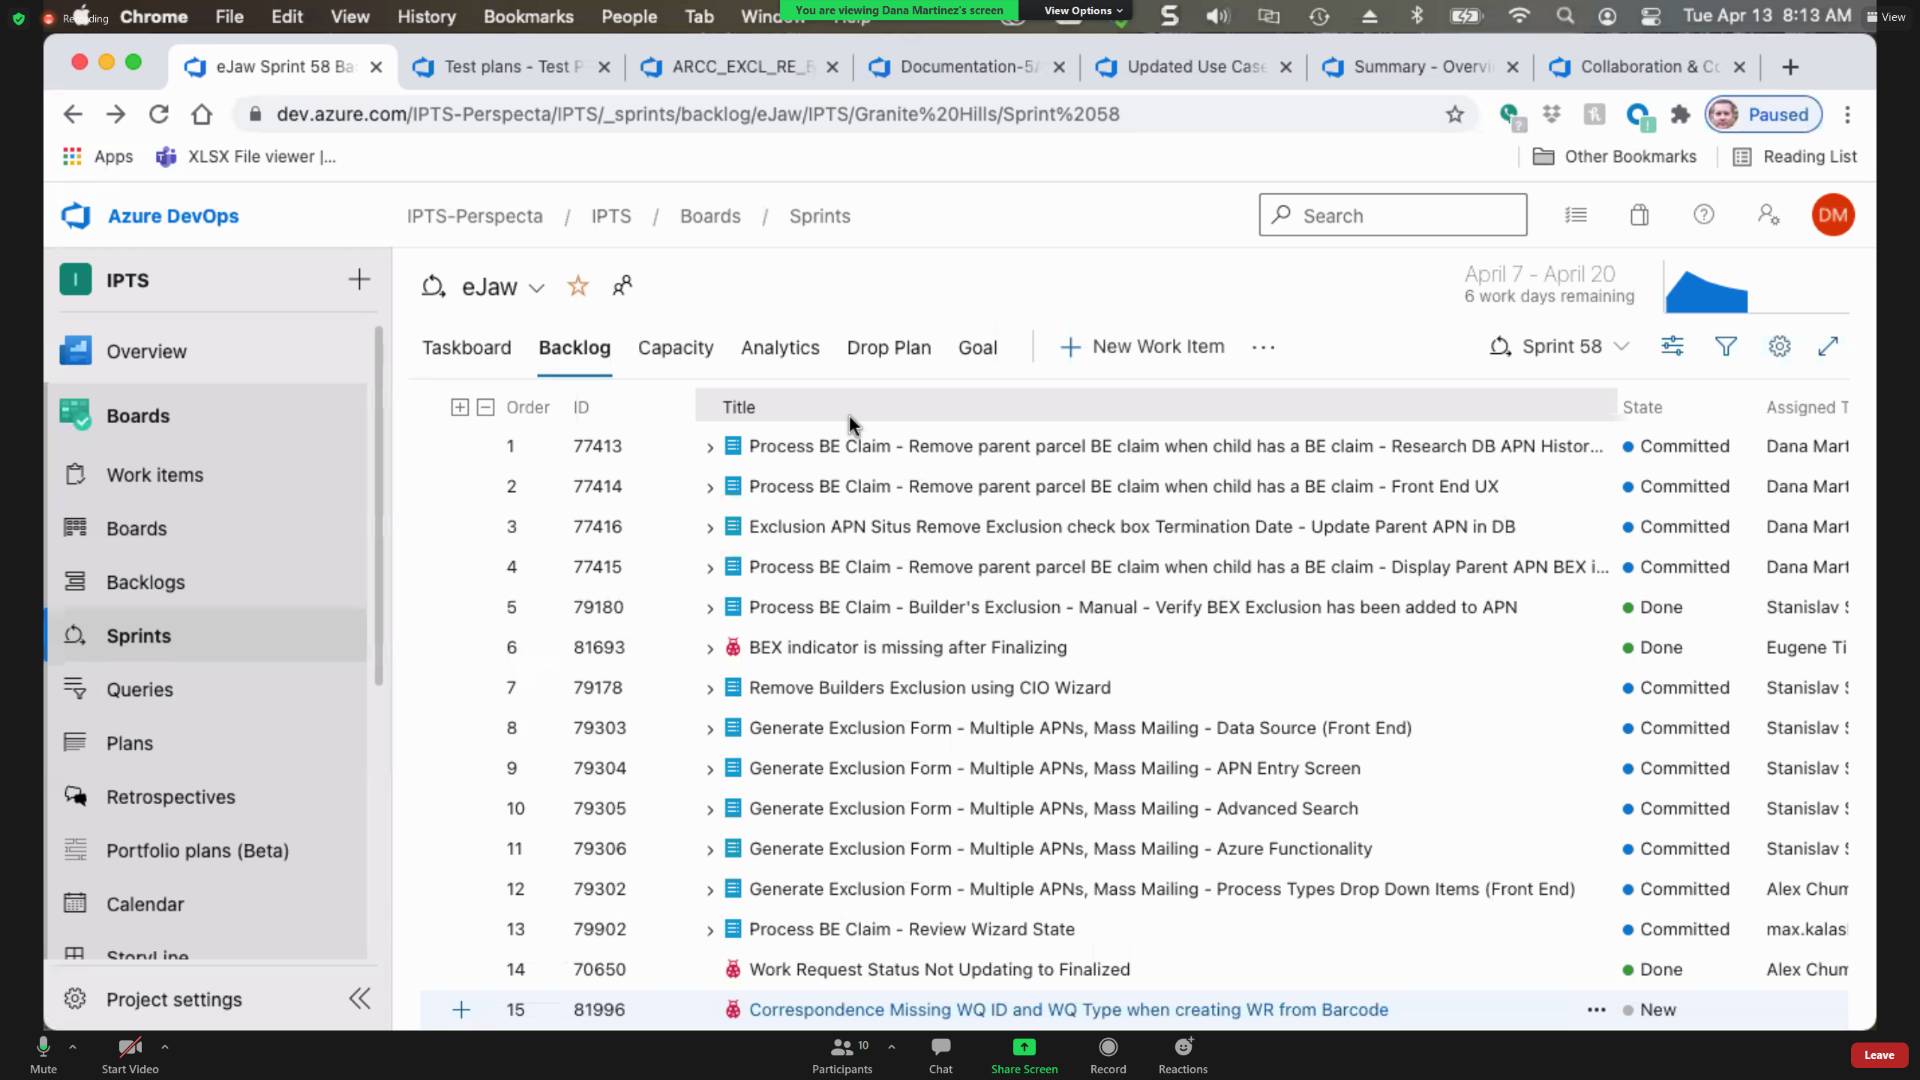 Recording
Chrome File Edit View History Bookmarks People Tab Window Help
You are viewing Dana Martinez's screen View Options
Tue Apr 13 8:13 AM
View
eJaw Sprint 58 Ba
Test plans - Test P
ARCC_EXCL_RE_
Documentation-5
Updated Use Case
Summary - Overvi
Collaboration & Co
dev.azure.com/IPTS-Perspecta/IPTS/_sprints/backlog/eJaw/IPTS/Granite%20Hills/Sprint%2058
Paused
Apps XLSX File viewer |...
Other Bookmarks Reading List
Azure DevOps
IPTS-Perspecta / IPTS / Boards / Sprints
Search
DM
I IPTS
eJaw
April 7 - April 20
6 work days remaining
Overview
Boards
Work items
Boards
Backlogs
Sprints
Queries
Plans
Retrospectives
Portfolio plans (Beta)
Calendar
StoryLine
Project settings
Taskboard Backlog Capacity Analytics Drop Plan Goal + New Work Item ... Sprint 58
Order ID Title State Assigned T
1 77413 Process BE Claim - Remove parent parcel BE claim when child has a BE claim - Research DB APN Histor... Committed Dana Mart
2 77414 Process BE Claim - Remove parent parcel BE claim when child has a BE claim - Front End UX Committed Dana Mart
3 77416 Exclusion APN Situs Remove Exclusion check box Termination Date - Update Parent APN in DB Committed Dana Mart
4 77415 Process BE Claim - Remove parent parcel BE claim when child has a BE claim - Display Parent APN BEX i... Committed Dana Mart
5 79180 Process BE Claim - Builder's Exclusion - Manual - Verify BEX Exclusion has been added to APN Done Stanislav S
6 81693 BEX indicator is missing after Finalizing Done Eugene Ti
7 79178 Remove Builders Exclusion using CIO Wizard Committed Stanislav S
8 79303 Generate Exclusion Form - Multiple APNs, Mass Mailing - Data Source (Front End) Committed Stanislav S
9 79304 Generate Exclusion Form - Multiple APNs, Mass Mailing - APN Entry Screen Committed Stanislav S
10 79305 Generate Exclusion Form - Multiple APNs, Mass Mailing - Advanced Search Committed Stanislav S
11 79306 Generate Exclusion Form - Multiple APNs, Mass Mailing - Azure Functionality Committed Stanislav S
12 79302 Generate Exclusion Form - Multiple APNs, Mass Mailing - Process Types Drop Down Items (Front End) Committed Alex Chum
13 79902 Process BE Claim - Review Wizard State Committed max.kalas
14 70650 Work Request Status Not Updating to Finalized Done Alex Chum
15 81996 Correspondence Missing WQ ID and WQ Type when creating WR from Barcode ... New
Mute
Start Video
10
Participants
Chat
Share Screen
Record
Reactions
Leave